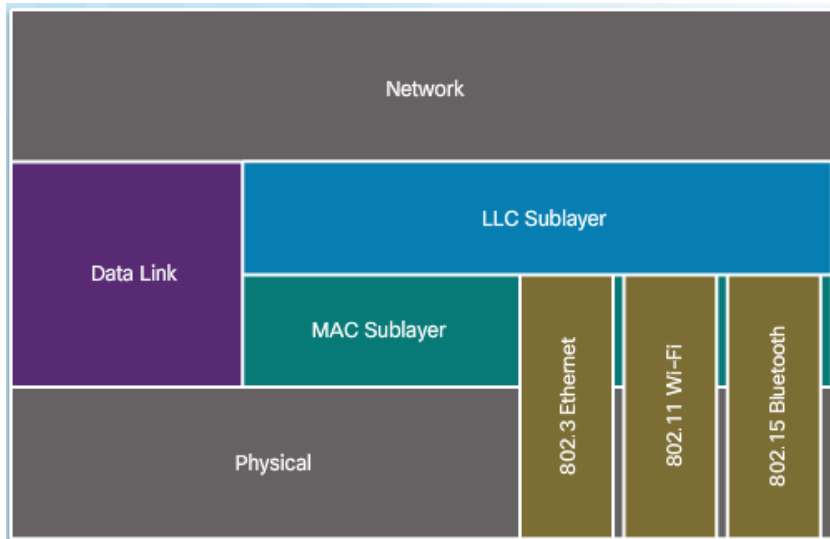 Network
LLC Sublayer
Data Link
MAC Sublayer
802.3 Ethernet
802.11 Wi-Fi
802.15 Bluetooth
Physical